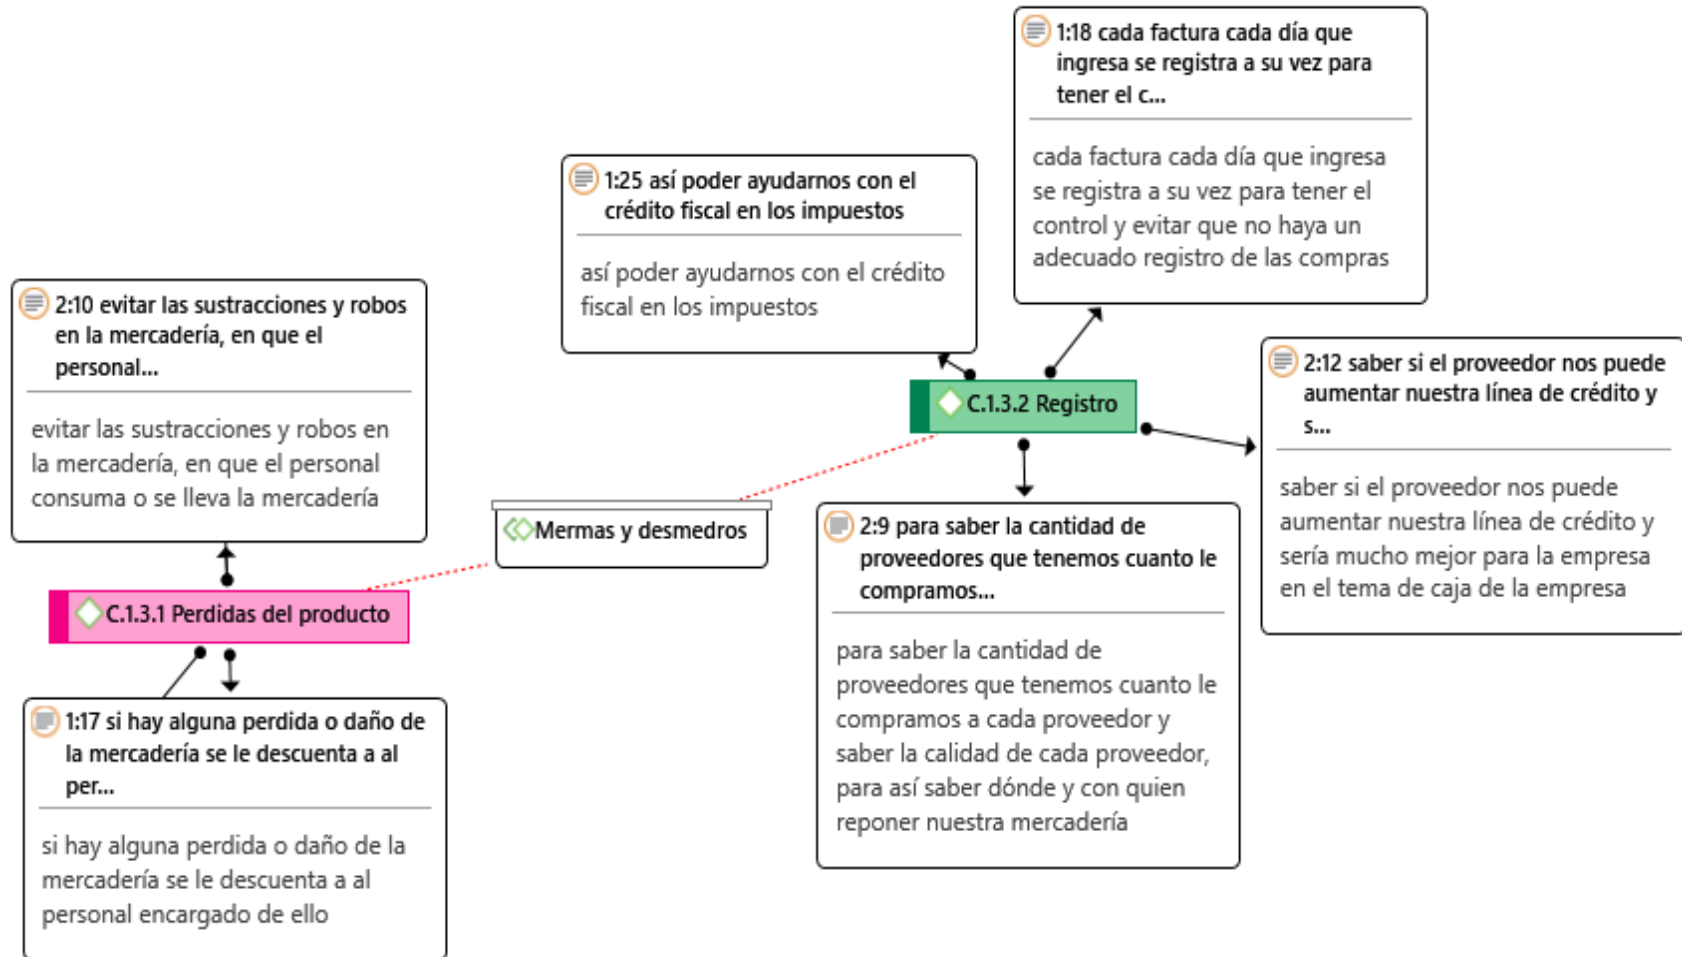 1:18 cada factura cada día que
ingresa se registra a su vez para
tener el c...
cada factura cada día que ingresa
se registra a su vez para tener el
control y evitar que no haya un
adecuado registro de las compras
1:25 así poder ayudarnos con el
crédito fiscal en los impuestos
así poder ayudarnos con el crédito
fiscal en los impuestos
2:10 evitar las sustracciones y robos
en la mercadería, en que el
personal...
evitar las sustracciones y robos en
la mercadería, en que el personal
consuma o se lleva la mercadería
2:12 saber si el proveedor nos puede
aumentar nuestra línea de crédito y
s...
saber si el proveedor nos puede
aumentar nuestra línea de crédito y
sería mucho mejor para la empresa
en el tema de caja de la empresa
C.1.3.2 Registro
Mermas y desmedros
2:9 para saber la cantidad de
proveedores que tenemos cuanto le
compramos...
para saber la cantidad de
proveedores que tenemos cuanto le
compramos a cada proveedor y
saber la calidad de cada proveedor,
para así saber dónde y con quien
reponer nuestra mercadería
C.1.3.1 Perdidas del producto
1:17 si hay alguna perdida o daño de
la mercadería se le descuenta a al
per...
si hay alguna perdida o daño de la
mercadería se le descuenta a al
personal encargado de ello